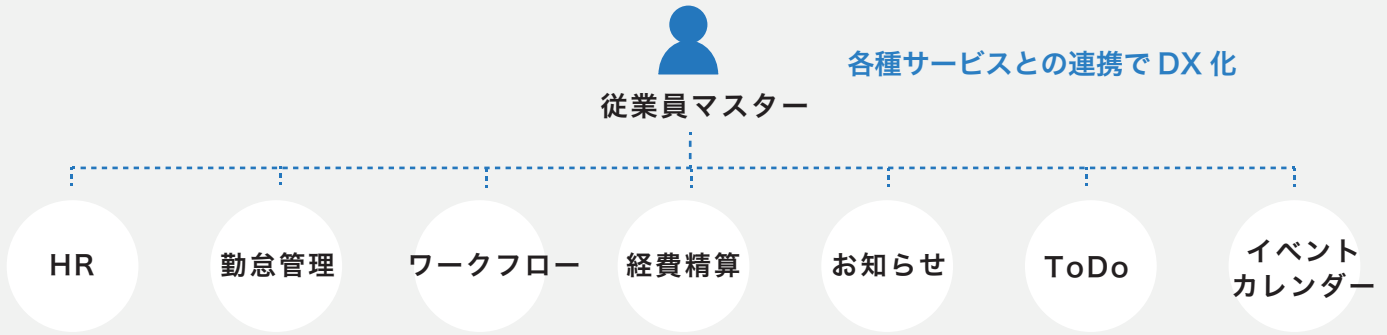 各種サービスとの連携で DX 化
従業員マスター
HR
勤怠管理
ワークフロー
経費精算
お知らせ
ToDo
イベント
カレンダー